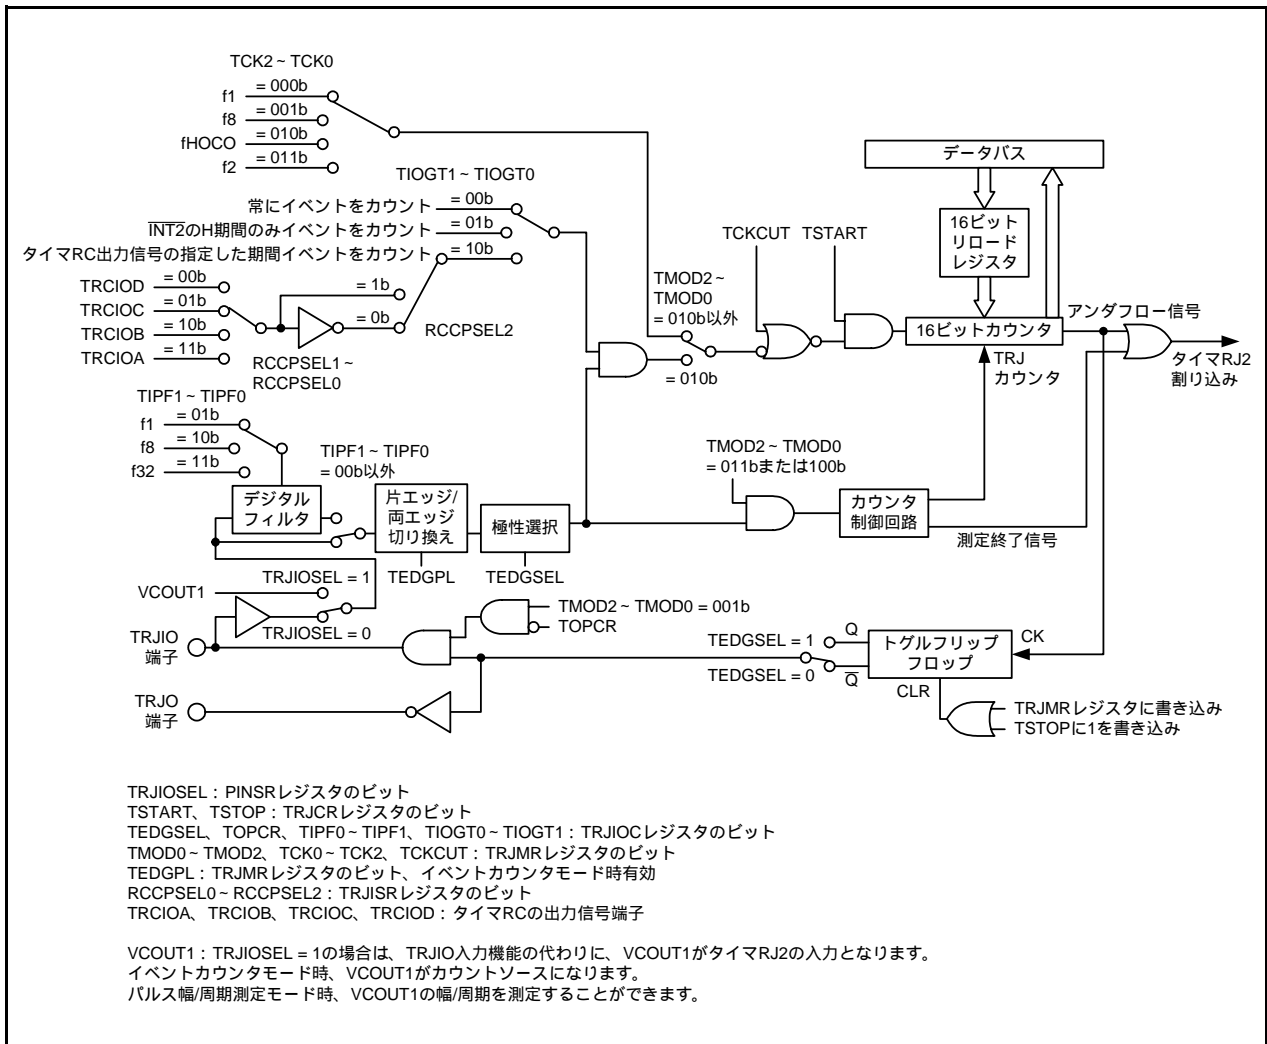 TCK2～TCK0
f1
= 000b
f8
= 001b
fHOCO
= 010b
f2
= 011b
TIOGT1～TIOGT0
常にイベントをカウント
= 00b
INT2のH期間のみイベントをカウント
= 01b
タイマRC出力信号の指定した期間イベントをカウント
= 10b
TRCIOD
= 00b
TRCIOC
= 01b
TRCIOB
= 10b
TRCIOA
= 11b
= 1b
= 0b
RCCPSEL2
RCCPSEL1～
RCCPSEL0
TMOD2～
TMOD0
= 010b以外
= 010b
TCKCUT
TSTART
データバス
16ビット
リロード
レジスタ
16ビットカウンタ
アンダフロー信号
TRJ
カウンタ
タイマRJ2
割り込み
TIPF1～TIPF0
f1
= 01b
f8
= 10b
f32
= 11b
デジタル
フィルタ
TIPF1～TIPF0
= 00b以外
片エッジ/
両エッジ
切り換え
極性選択
TEDGPL
TEDGSEL
TMOD2～TMOD0
= 011bまたは100b
カウンタ
制御回路
測定終了信号
VCOUT1
TRJIOSEL = 1
TRJIOSEL = 0
TRJIO
端子
TMOD2～TMOD0 = 001b
TOPCR
TEDGSEL = 1
TEDGSEL = 0
Q
Q
トグルフリップ
フロップ
CK
CLR
TRJMRレジスタに書き込み
TSTOPに1を書き込み
TRJO
端子
TRJIOSEL：PINSRレジスタのビット
TSTART、TSTOP：TRJCRレジスタのビット
TEDGSEL、TOPCR、TIPF0～TIPF1、TIOGT0～TIOGT1：TRJIOCレジスタのビット
TMOD0～TMOD2、TCK0～TCK2、TCKCUT：TRJMRレジスタのビット
TEDGPL：TRJMRレジスタのビット、イベントカウンタモード時有効
RCCPSEL0～RCCPSEL2：TRJISRレジスタのビット
TRCIOA、TRCIOB、TRCIOC、TRCIOD：タイマRCの出力信号端子
VCOUT1：TRJIOSEL = 1の場合は、TRJIO入力機能の代わりに、VCOUT1がタイマRJ2の入力となります。
イベントカウンタモード時、VCOUT1がカウントソースになります。
パルス幅/周期測定モード時、VCOUT1の幅/周期を測定することができます。